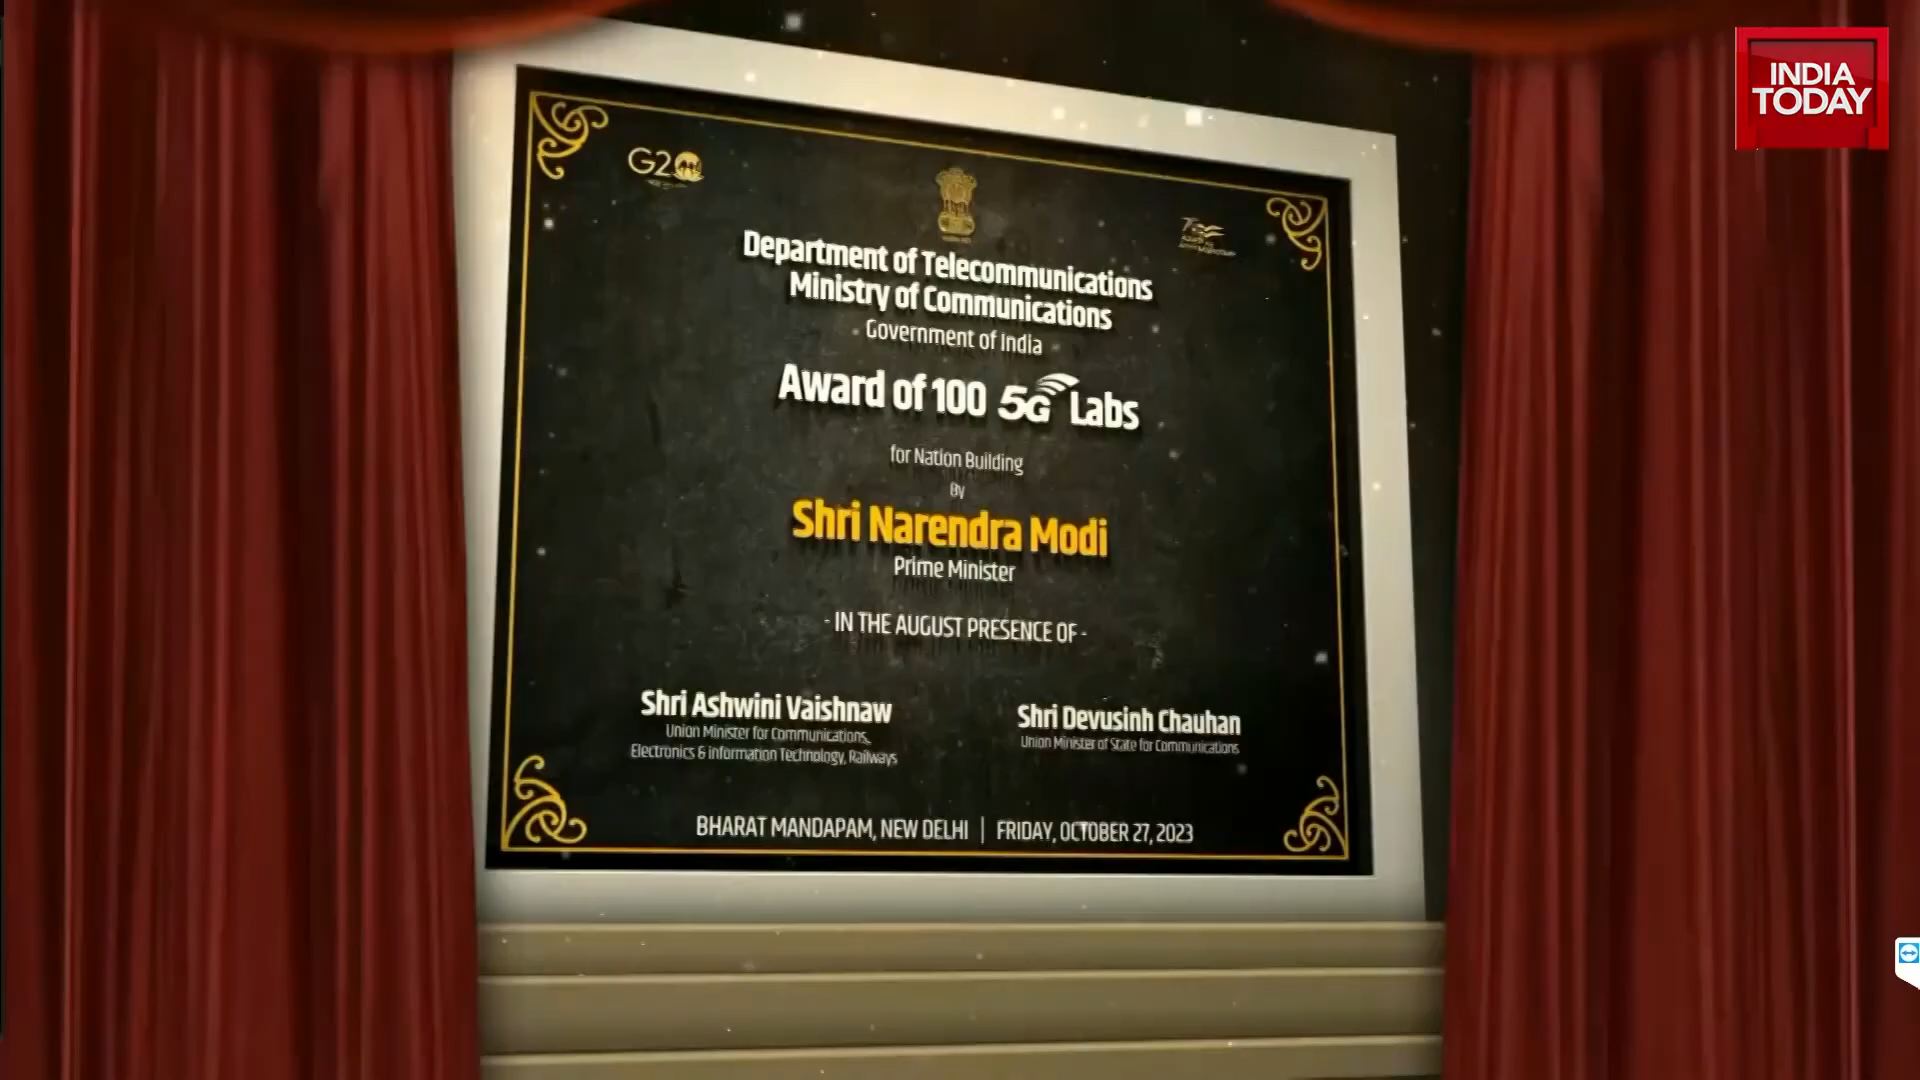 INDIA
TODAY
G20
Department of Telecommunications
Ministry of Communications
Government of India
Award of 100 5G Labs
for Nation Building
By
Shri Narendra Modi
Prime Minister
- IN THE AUGUST PRESENCE OF -
Shri Ashwini Vaishnaw
Union Minister for Communications,
Electronics & Information Technology, Railways
Shri Devusinh Chauhan
Union Minister of State for Communications
BHARAT MANDAPAM, NEW DELHI | FRIDAY, OCTOBER 27, 2023